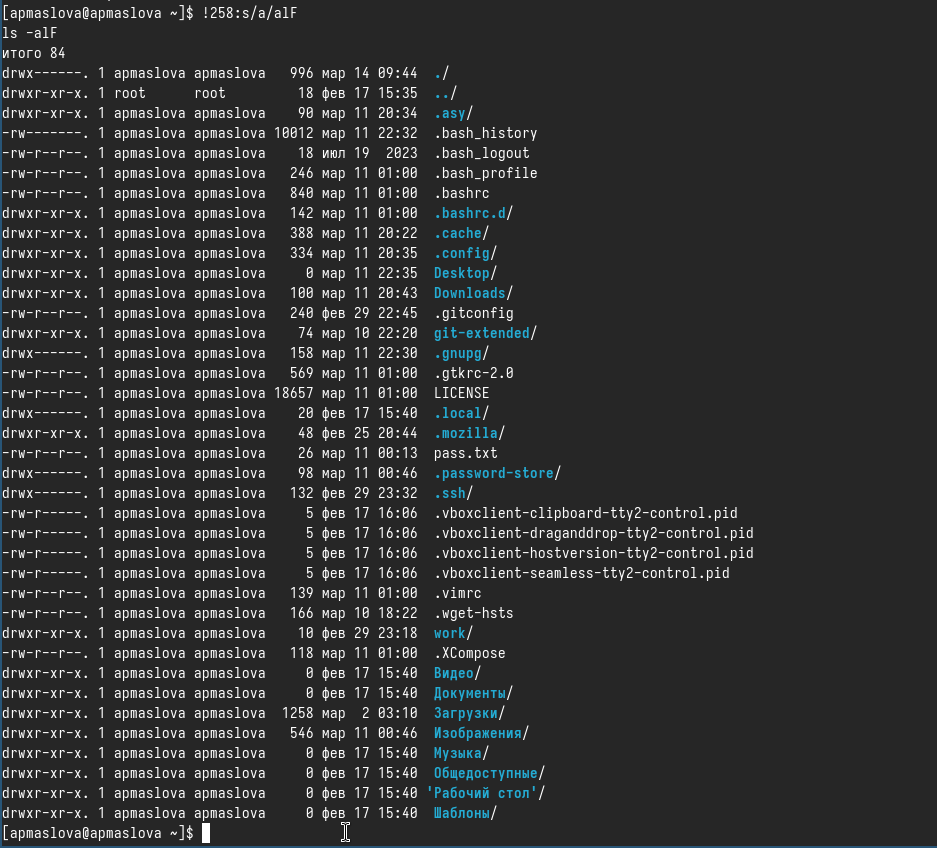 [apmaslova@apmaslova ~]$ !258:s/a/alF
ls -alF
итого 84
drwx------. 1 apmaslova apmaslova   996 мар 14 09:44  ./
drwxr-xr-x. 1 root      root         18 фев 17 15:35  ../
drwxr-xr-x. 1 apmaslova apmaslova    90 мар 11 20:34  .asy/
-rw-------. 1 apmaslova apmaslova 10012 мар 11 22:32  .bash_history
-rw-r--r--. 1 apmaslova apmaslova    18 июл 19  2023  .bash_logout
-rw-r--r--. 1 apmaslova apmaslova   246 мар 11 01:00  .bash_profile
-rw-r--r--. 1 apmaslova apmaslova   840 мар 11 01:00  .bashrc
drwxr-xr-x. 1 apmaslova apmaslova   142 мар 11 01:00  .bashrc.d/
drwxr-xr-x. 1 apmaslova apmaslova   388 мар 11 20:22  .cache/
drwxr-xr-x. 1 apmaslova apmaslova   334 мар 11 20:35  .config/
drwxr-xr-x. 1 apmaslova apmaslova     0 мар 11 22:35  Desktop/
drwxr-xr-x. 1 apmaslova apmaslova   100 мар 11 20:43  Downloads/
-rw-r--r--. 1 apmaslova apmaslova   240 фев 29 22:45  .gitconfig
drwxr-xr-x. 1 apmaslova apmaslova    74 мар 10 22:20  git-extended/
drwx------. 1 apmaslova apmaslova   158 мар 11 22:30  .gnupg/
-rw-r--r--. 1 apmaslova apmaslova   569 мар 11 01:00  .gtkrc-2.0
-rw-r--r--. 1 apmaslova apmaslova 18657 мар 11 01:00  LICENSE
drwx------. 1 apmaslova apmaslova    20 фев 17 15:40  .local/
drwxr-xr-x. 1 apmaslova apmaslova    48 фев 25 20:44  .mozilla/
-rw-r--r--. 1 apmaslova apmaslova    26 мар 11 00:13  pass.txt
drwx------. 1 apmaslova apmaslova    98 мар 11 00:46  .password-store/
drwx------. 1 apmaslova apmaslova   132 фев 29 23:32  .ssh/
-rw-r-----. 1 apmaslova apmaslova     5 фев 17 16:06  .vboxclient-clipboard-tty2-control.pid
-rw-r-----. 1 apmaslova apmaslova     5 фев 17 16:06  .vboxclient-draganddrop-tty2-control.pid
-rw-r-----. 1 apmaslova apmaslova     5 фев 17 16:06  .vboxclient-hostversion-tty2-control.pid
-rw-r-----. 1 apmaslova apmaslova     5 фев 17 16:06  .vboxclient-seamless-tty2-control.pid
-rw-r--r--. 1 apmaslova apmaslova   139 мар 11 01:00  .vimrc
-rw-r--r--. 1 apmaslova apmaslova   166 мар 10 18:22  .wget-hsts
drwxr-xr-x. 1 apmaslova apmaslova    10 фев 29 23:18  work/
-rw-r--r--. 1 apmaslova apmaslova   118 мар 11 01:00  .XCompose
drwxr-xr-x. 1 apmaslova apmaslova     0 фев 17 15:40  Видео/
drwxr-xr-x. 1 apmaslova apmaslova     0 фев 17 15:40  Документы/
drwxr-xr-x. 1 apmaslova apmaslova  1258 мар  2 03:10  Загрузки/
drwxr-xr-x. 1 apmaslova apmaslova   546 мар 11 00:46  Изображения/
drwxr-xr-x. 1 apmaslova apmaslova     0 фев 17 15:40  Музыка/
drwxr-xr-x. 1 apmaslova apmaslova     0 фев 17 15:40  Общедоступные/
drwxr-xr-x. 1 apmaslova apmaslova     0 фев 17 15:40 'Рабочий стол'/
drwxr-xr-x. 1 apmaslova apmaslova     0 фев 17 15:40  Шаблоны/
[apmaslova@apmaslova ~]$